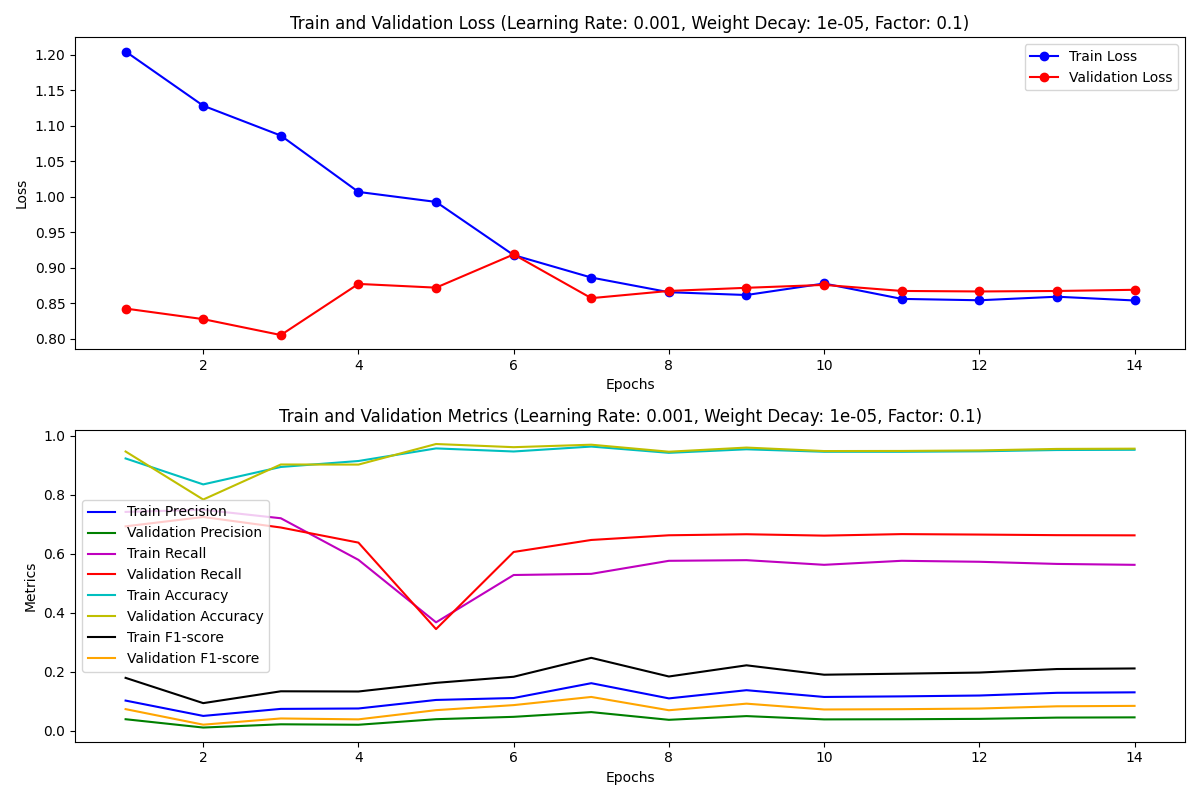 Train and Validation Loss (Learning Rate: 0.001, Weight Decay: 1e-05, Factor: 0.1)
1.20
1.15
1.10
1.05
1.00
0.95
0.90
0.85
0.80
Loss
Train Loss
Validation Loss
2 4 6 8 10 12 14
Epochs
Train and Validation Metrics (Learning Rate: 0.001, Weight Decay: 1e-05, Factor: 0.1)
1.0
0.8
0.6
0.4
0.2
0.0
Metrics
Train Precision
Validation Precision
Train Recall
Validation Recall
Train Accuracy
Validation Accuracy
Train F1-score
Validation F1-score
2 4 6 8 10 12 14
Epochs